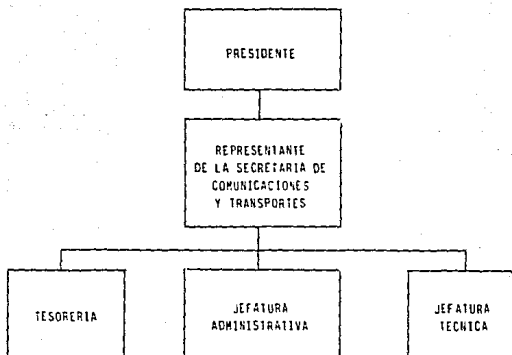 PRESIDENTE
REPRESENTANTE
DE LA SECRETARIA DE
COMUNICACIONES
Y TRANSPORTES
TESORERIA
JEFATURA
ADMINISTRATIVA
JEFATURA
TECNICA